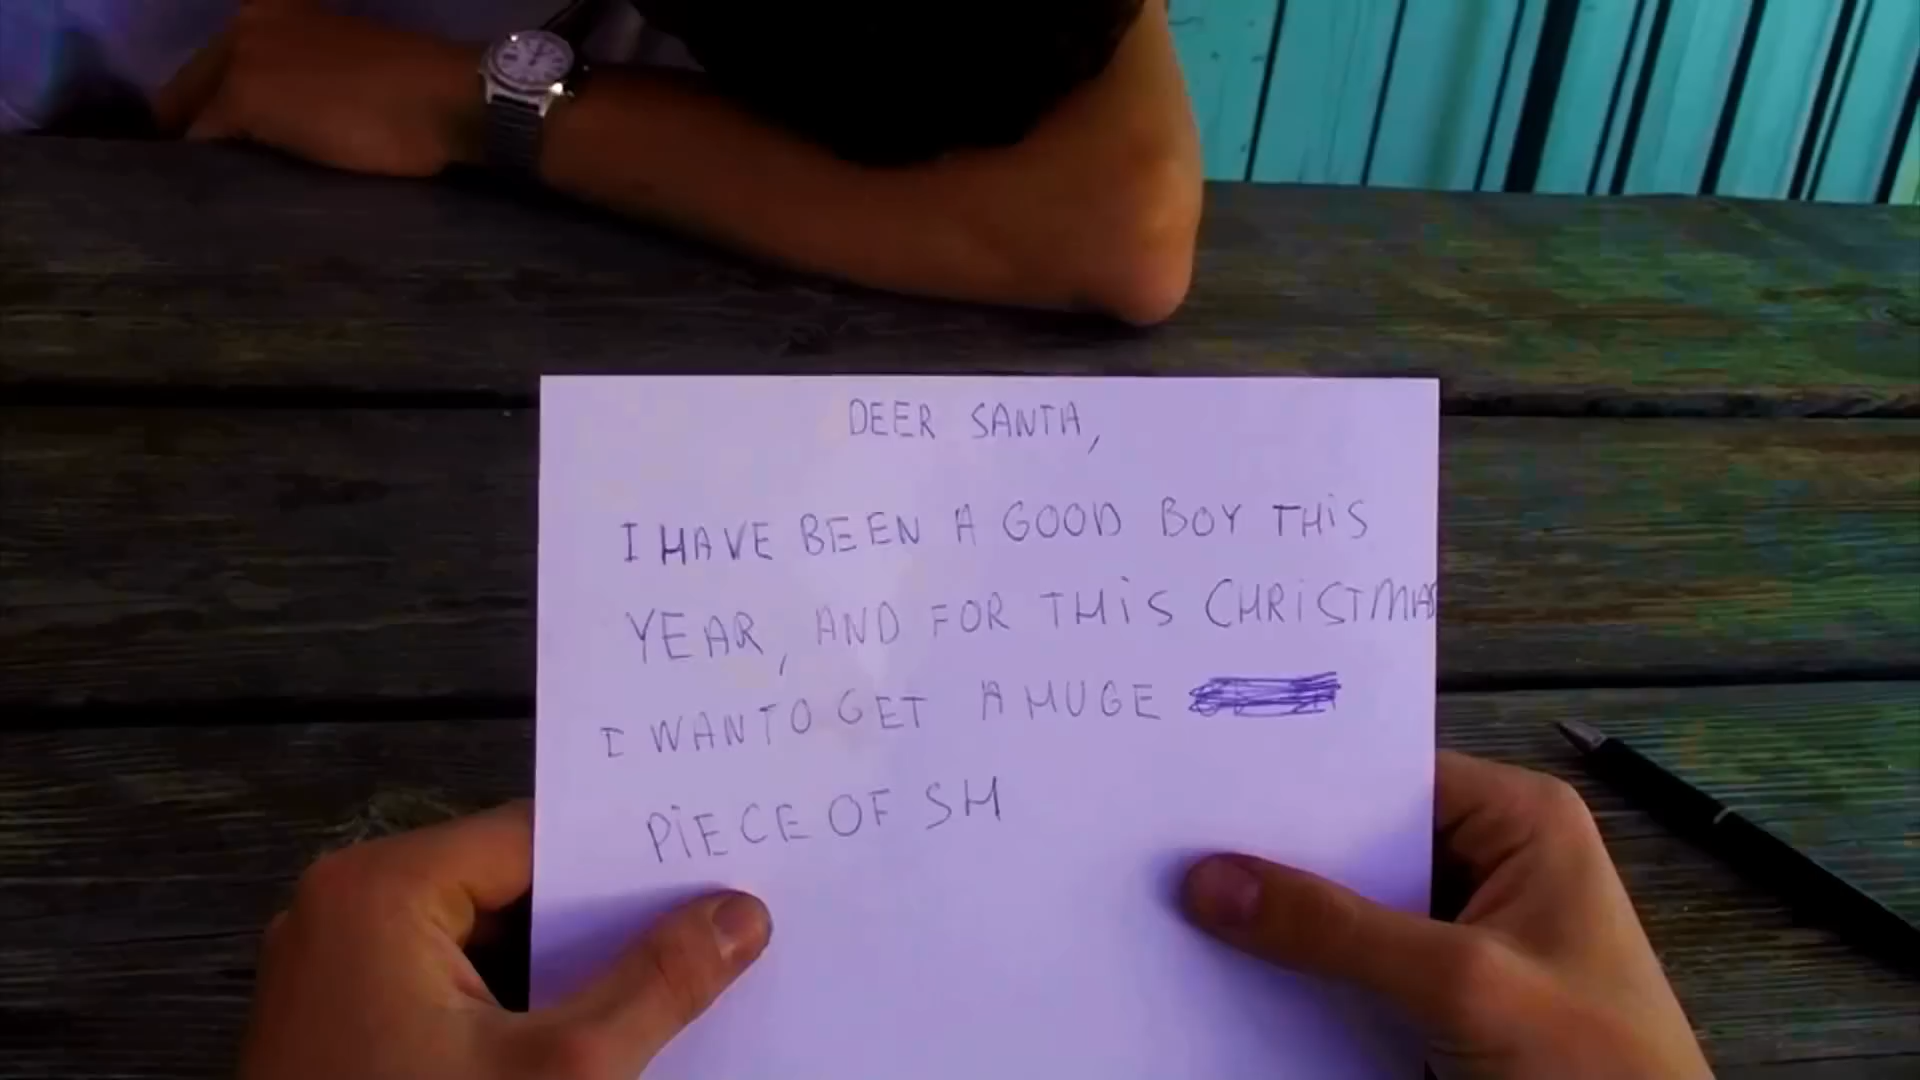 DEER SANTA,
I HAVE BEEN A GOOD BOY THiS
YEAR, AND FOR THiS CHRiSTMAS
I WANTO GET A HUGE
PiECE OF SH